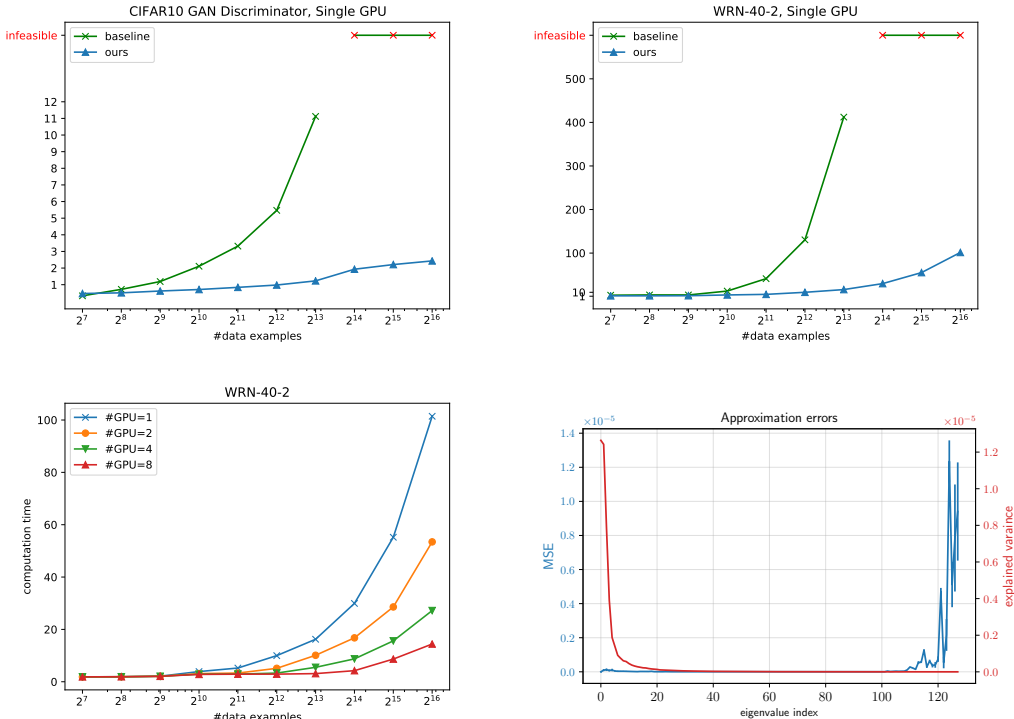 CIFAR10 GAN Discriminator, Single GPU
infeasible
baseline
ours
12
11
10
9
8
7
6
5
4
3
2
1
2^7 2^8 2^9 2^10 2^11 2^12 2^13 2^14 2^15 2^16
#data examples
WRN-40-2, Single GPU
infeasible
baseline
ours
500
400
300
200
100
10
1
2^7 2^8 2^9 2^10 2^11 2^12 2^13 2^14 2^15 2^16
#data examples
WRN-40-2
#GPU=1
#GPU=2
#GPU=4
#GPU=8
computation time
100
80
60
40
20
0
2^7 2^8 2^9 2^10 2^11 2^12 2^13 2^14 2^15 2^16
#data examples
Approximation errors
×10^-5
×10^-5
MSE
1.4
1.2
1.0
0.8
0.6
0.4
0.2
0.0
1.2
1.0
0.8
0.6
0.4
0.2
0.0
explained varaince
0 20 40 60 80 100 120
eigenvalue index